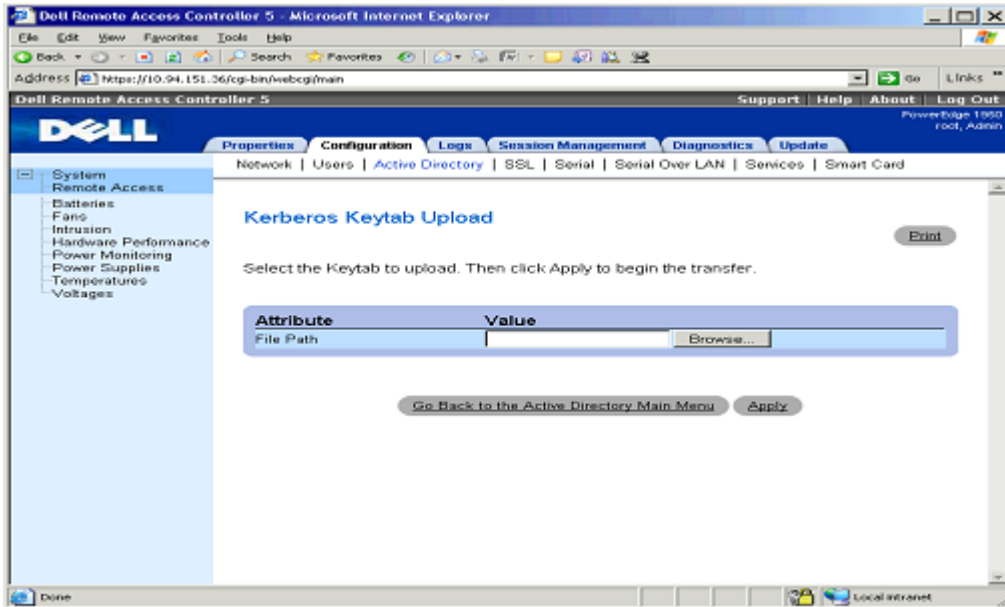 Dell Remote Access Controller 5 - Microsoft Internet Explorer
File Edit View Favorites Tools Help
Back Search Favorites
Address https://10.94.151.36/cgi-bin/webcgi/main Go Links »
Dell Remote Access Controller 5 Support | Help | About | Log Out
DELL
PowerEdge 1950
root, Admin
Properties Configuration Logs Session Management Diagnostics Update
Network | Users | Active Directory | SSL | Serial | Serial Over LAN | Services | Smart Card
System
Remote Access
Batteries
Fans
Intrusion
Hardware Performance
Power Monitoring
Power Supplies
Temperatures
Voltages
Kerberos Keytab Upload
Print
Select the Keytab to upload. Then click Apply to begin the transfer.
Attribute Value
File Path Browse...
Go Back to the Active Directory Main Menu Apply
Done Local intranet